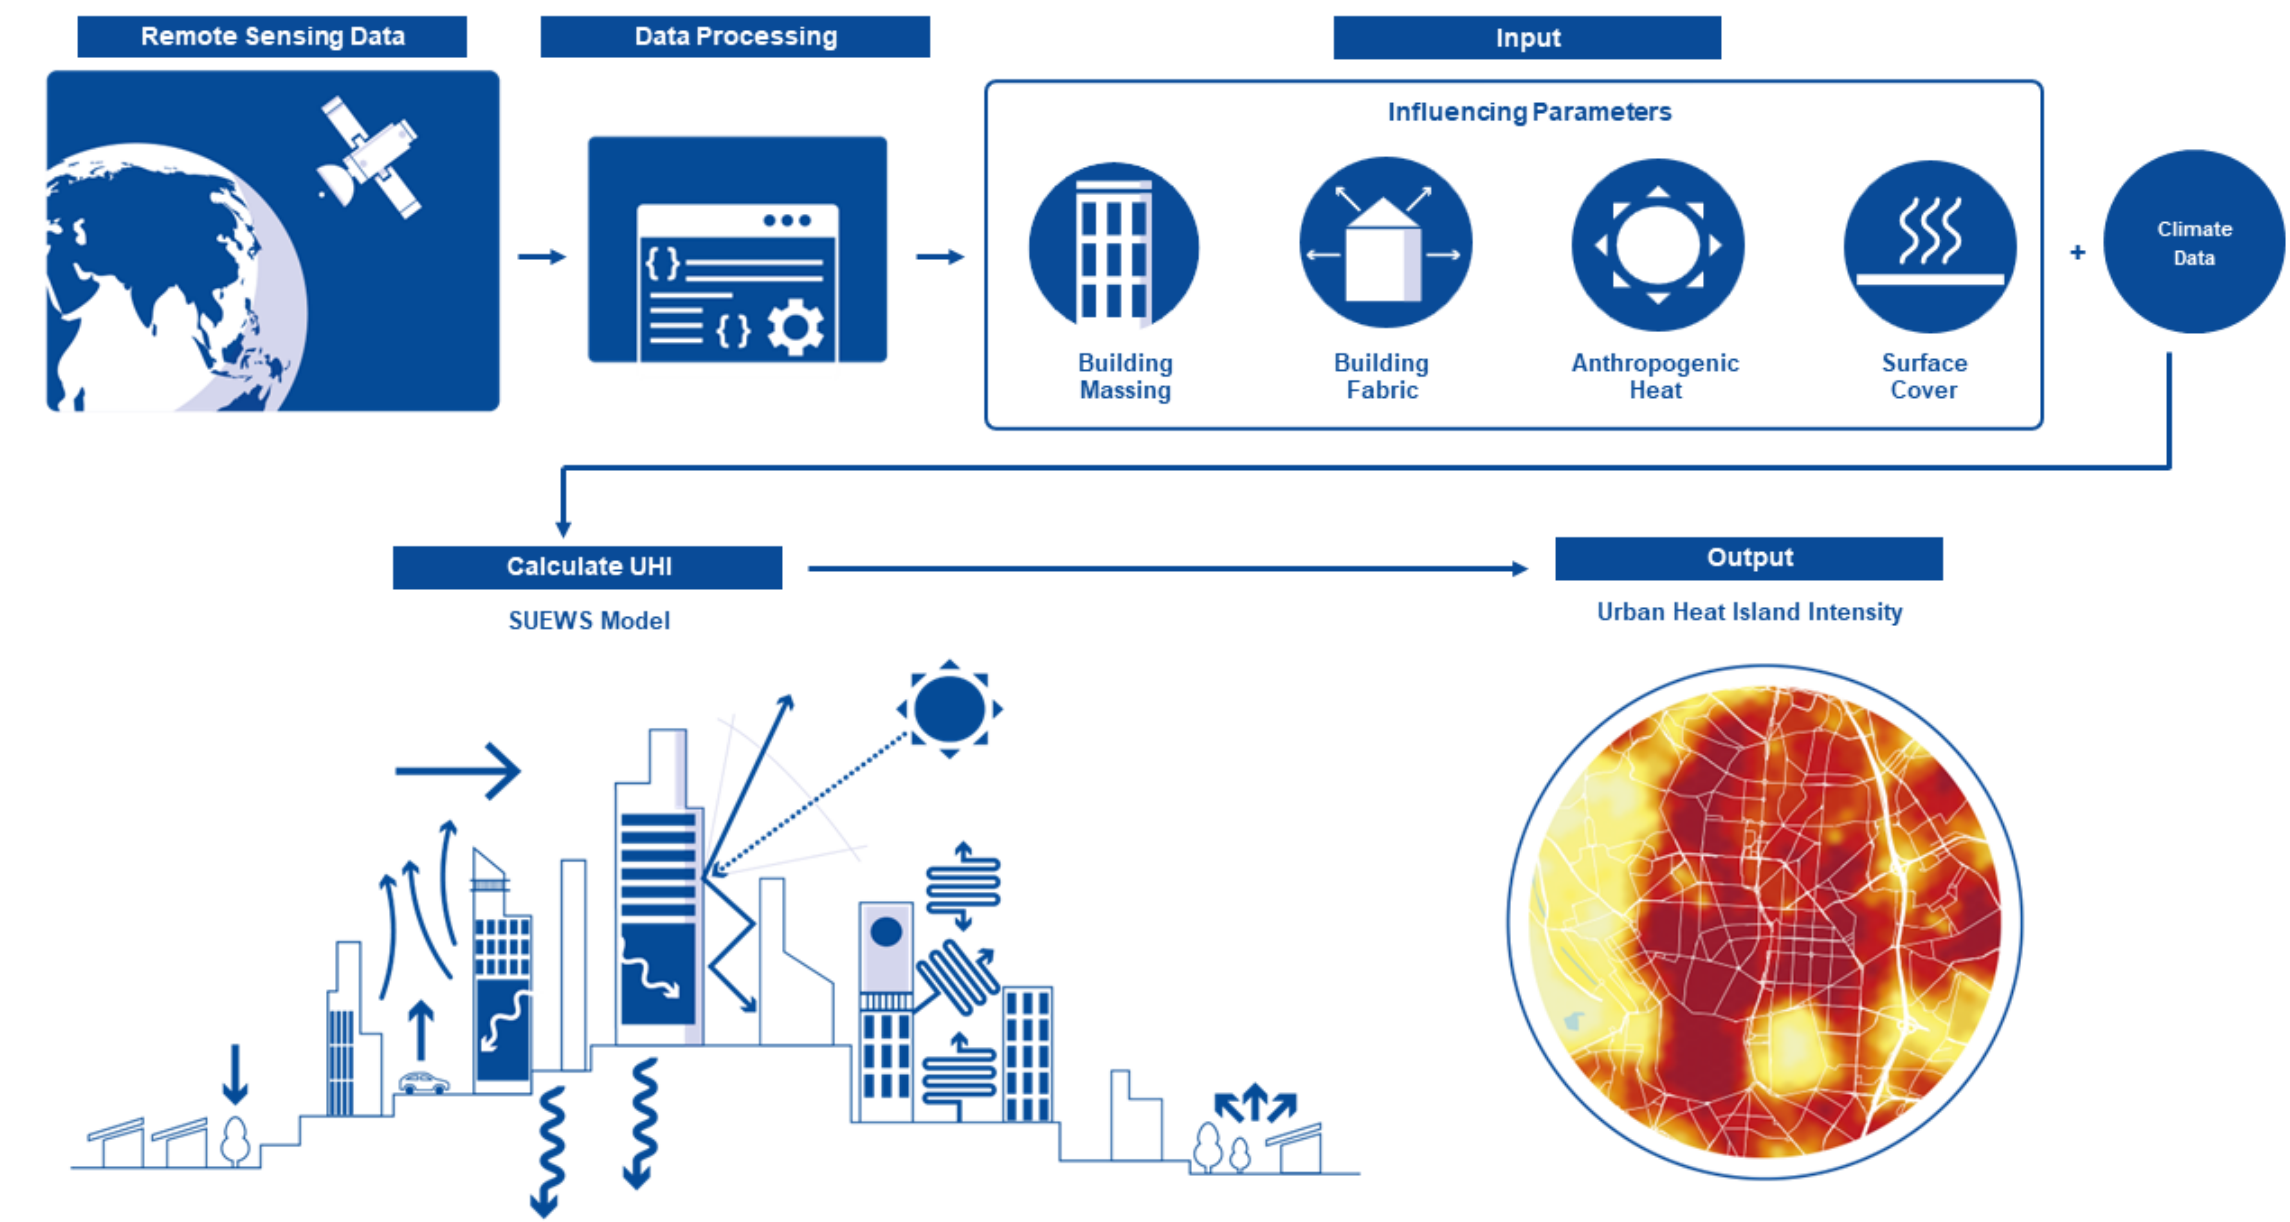 Remote Sensing Data
Data Processing
Input
Influencing Parameters
{ }
{ }
Building
Massing
Building
Fabric
Anthropogenic
Heat
Surface
Cover
+
Climate
Data
Calculate UHI
SUEWS Model
Output
Urban Heat Island Intensity